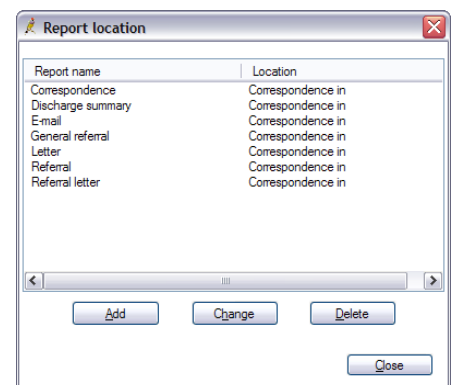 Report location
Report name Location
Correspondence Correspondence in
Discharge summary Correspondence in
E-mail Correspondence in
General referral Correspondence in
Letter Correspondence in
Referral Correspondence in
Referral letter Correspondence in
Add Change Delete
Close